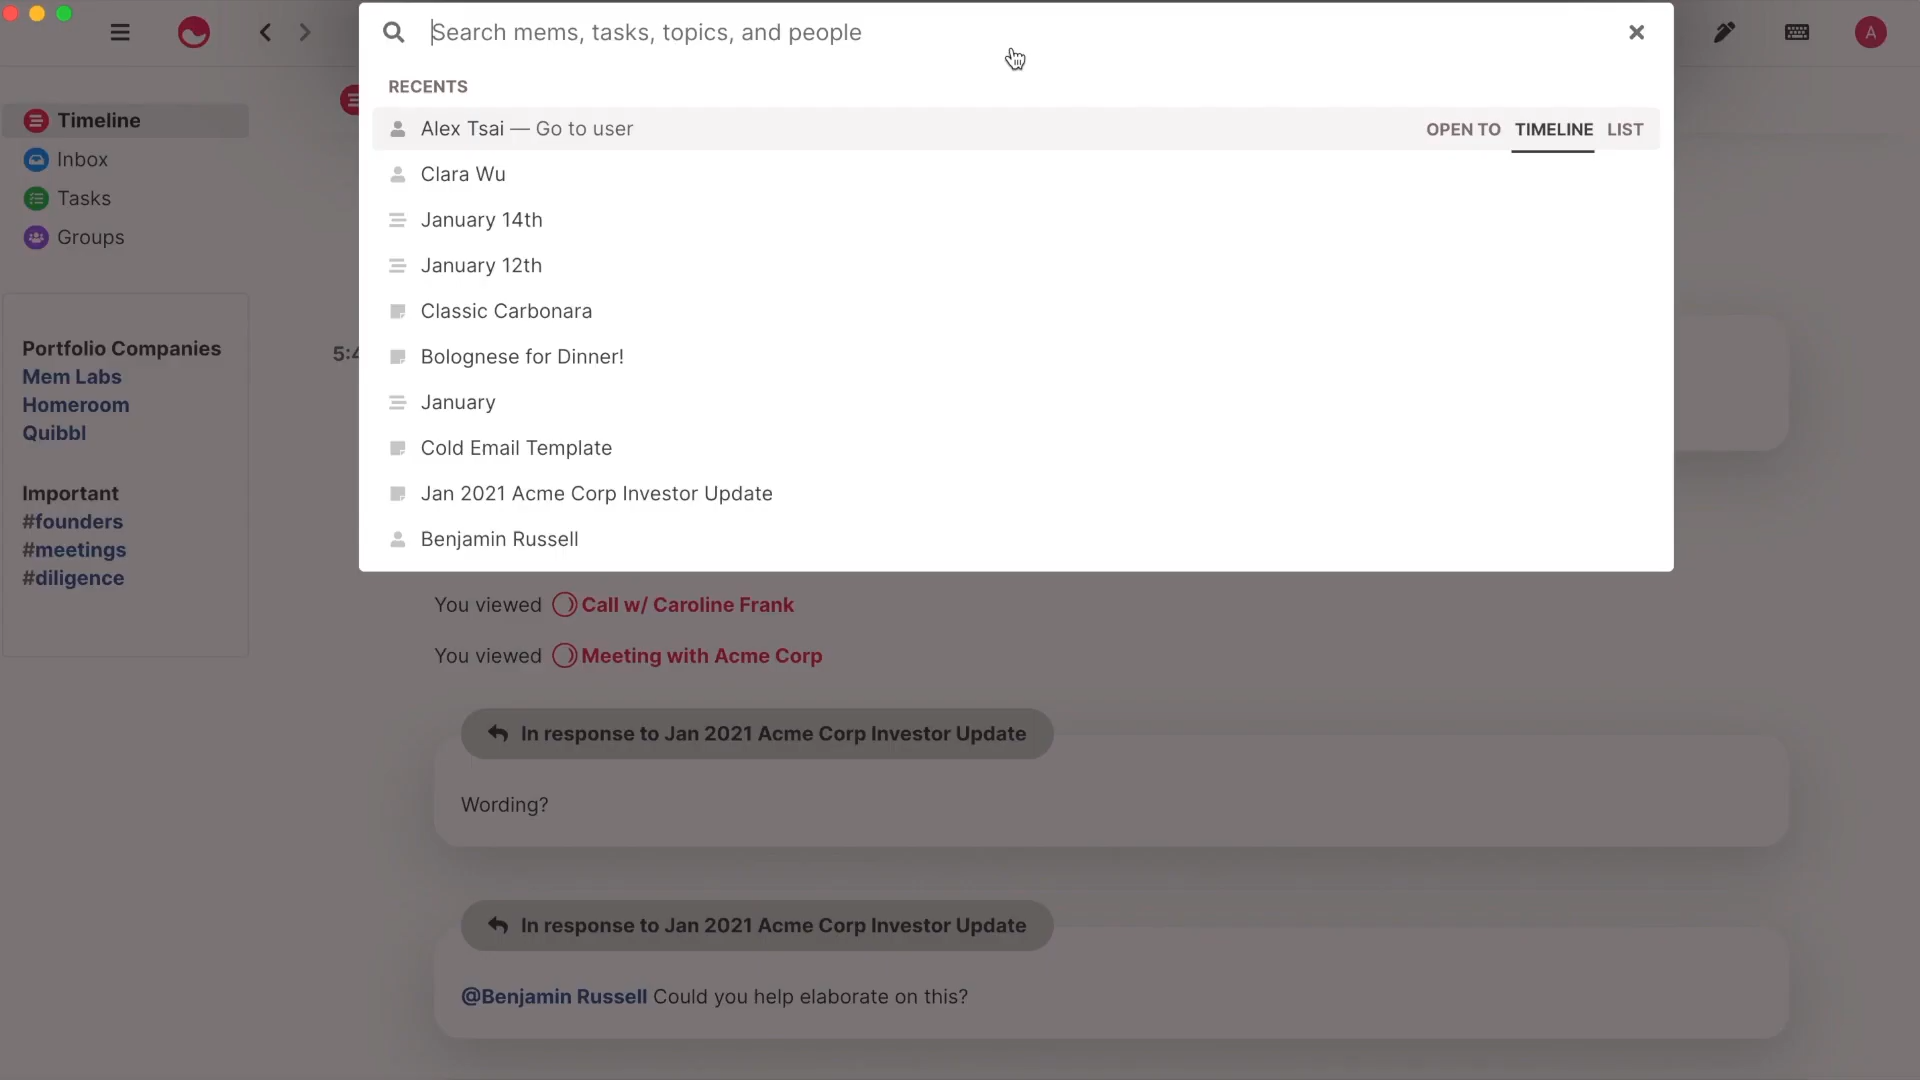 Search mems, tasks, topics, and people
A
RECENTS
Alex Tsai — Go to user OPEN TO TIMELINE LIST
Clara Wu
January 14th
January 12th
Classic Carbonara
Bolognese for Dinner!
January
Cold Email Template
Jan 2021 Acme Corp Investor Update
Benjamin Russell
Timeline
Inbox
Tasks
Groups
Portfolio Companies
Mem Labs
Homeroom
Quibbl
Important
#founders
#meetings
#diligence
You viewed Call w/ Caroline Frank
You viewed Meeting with Acme Corp
In response to Jan 2021 Acme Corp Investor Update
Wording?
In response to Jan 2021 Acme Corp Investor Update
@Benjamin Russell Could you help elaborate on this?